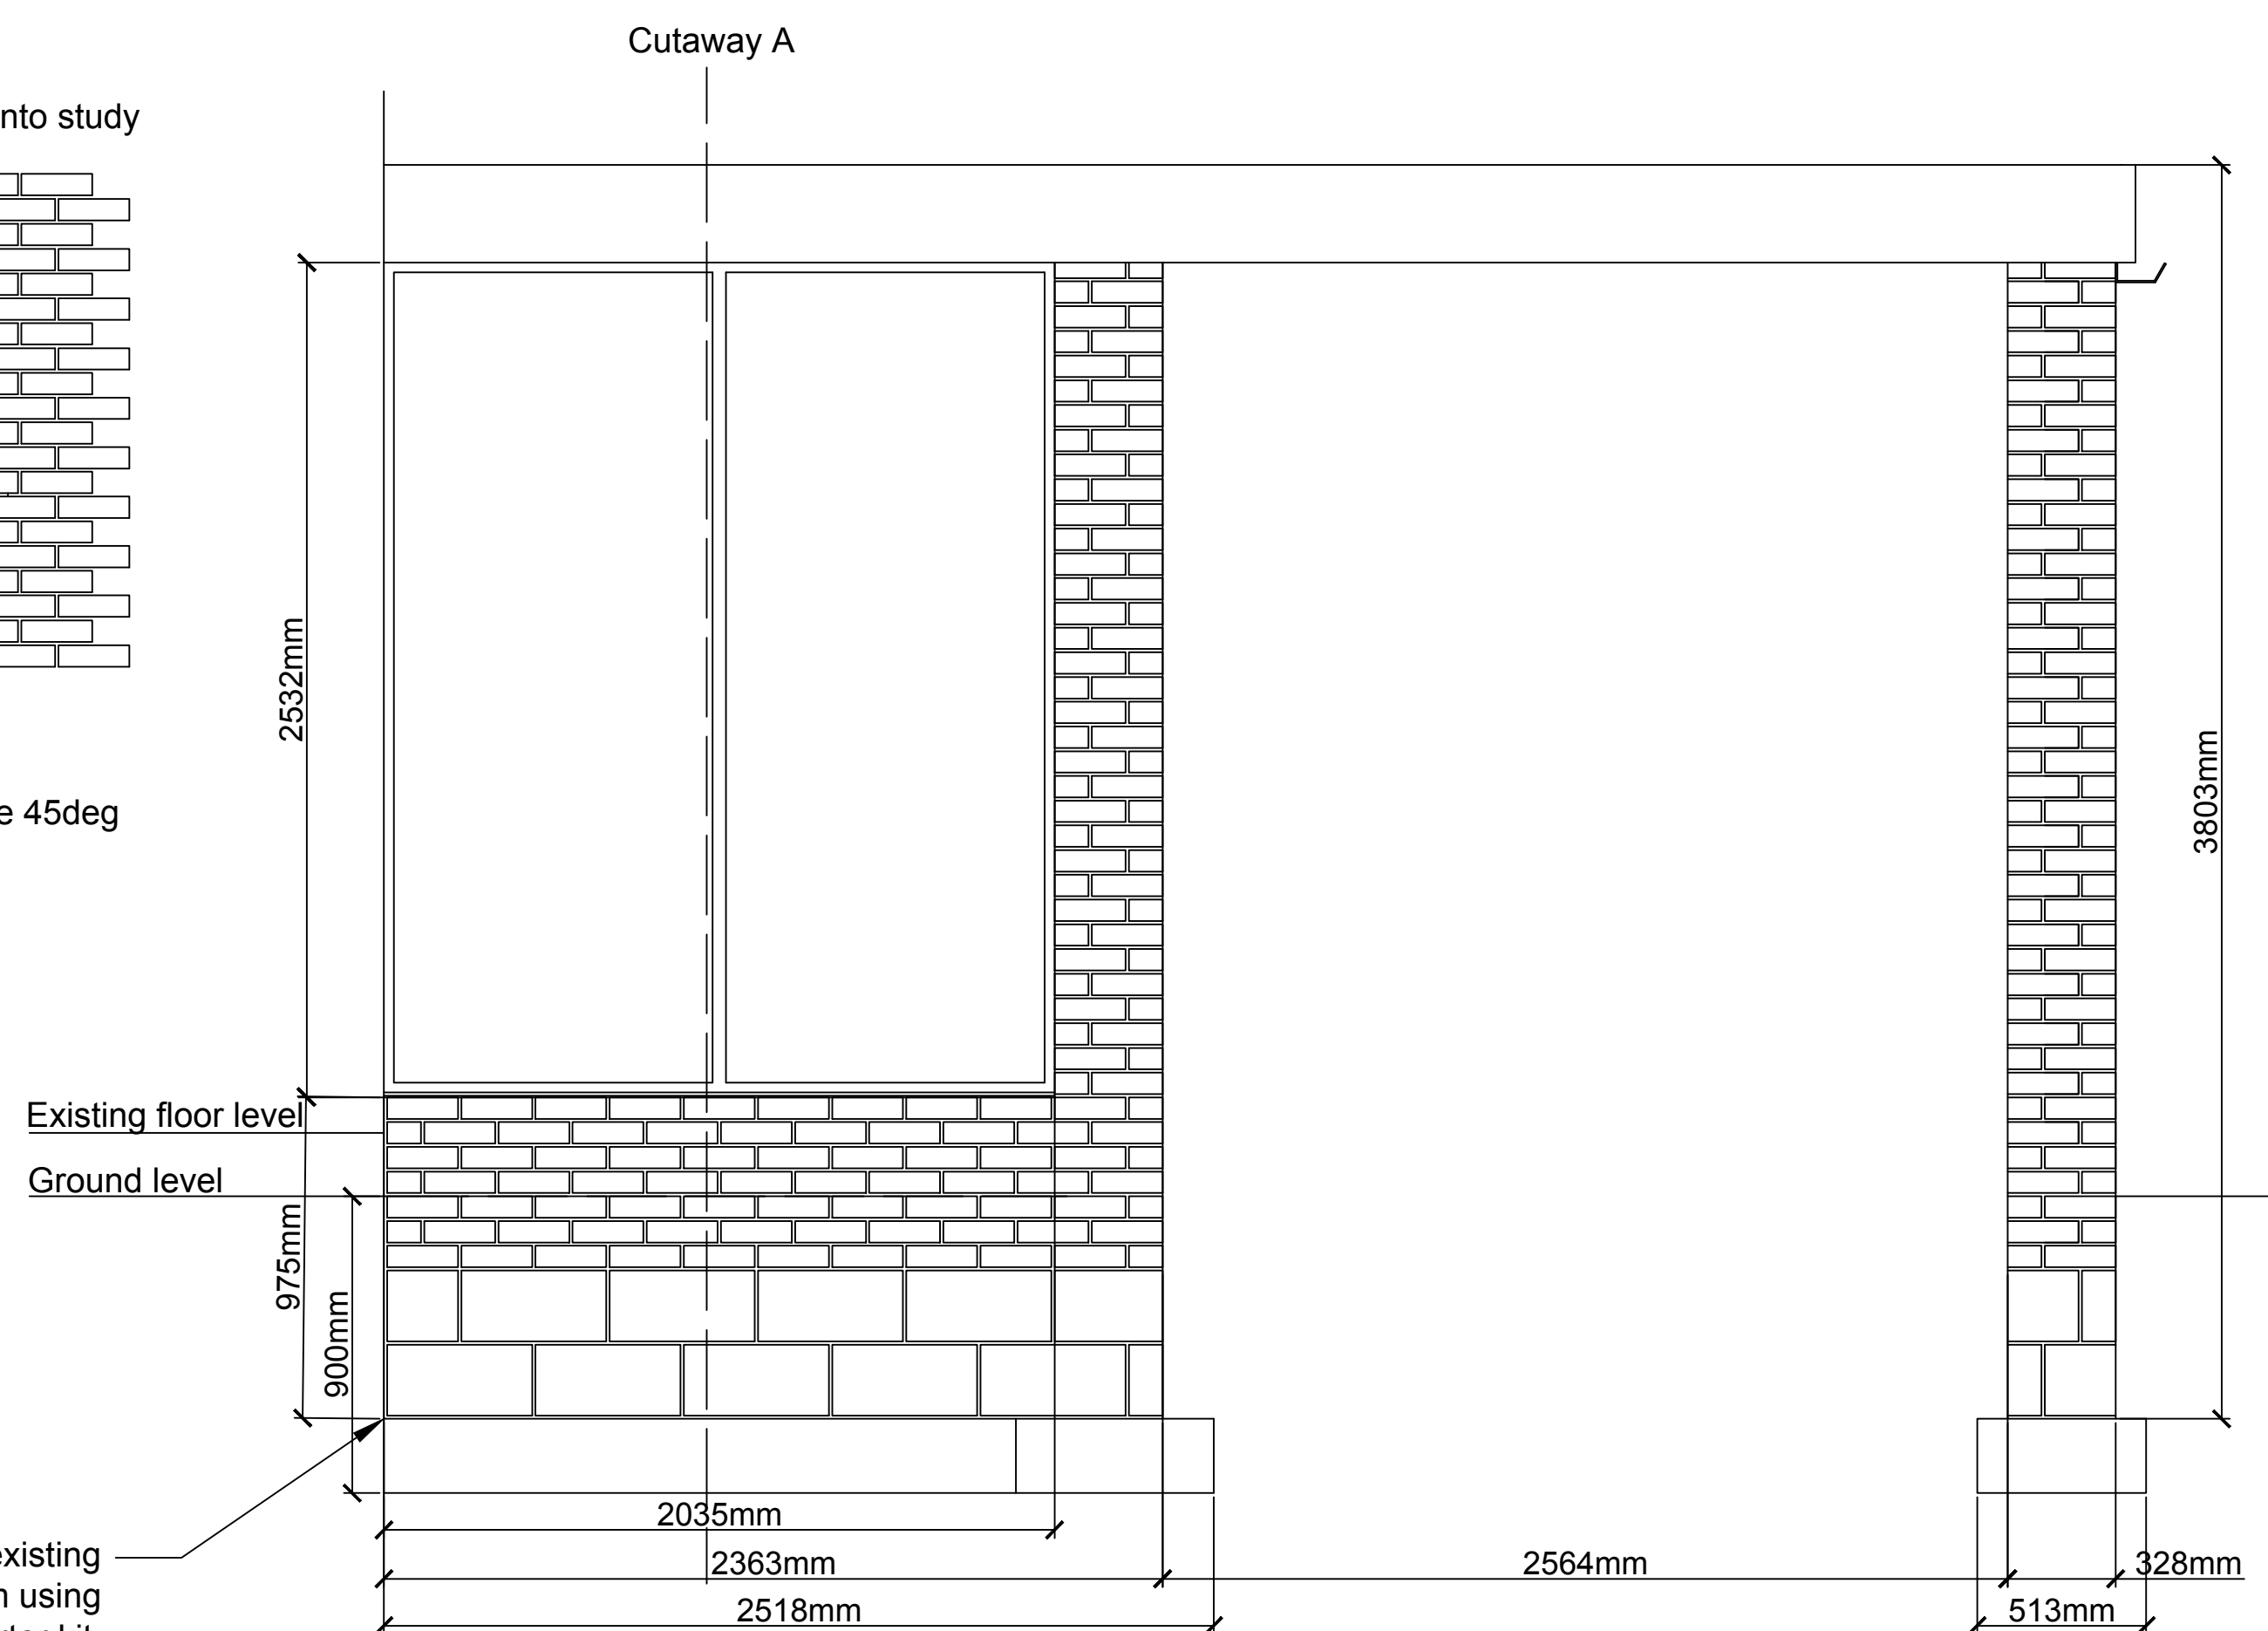 Cutaway A
nto study
2532mm
3803mm
e 45deg
Existing floor level
Ground level
975mm
900mm
2035mm
existing
2363mm
2564mm
328mm
using
2518mm
513mm